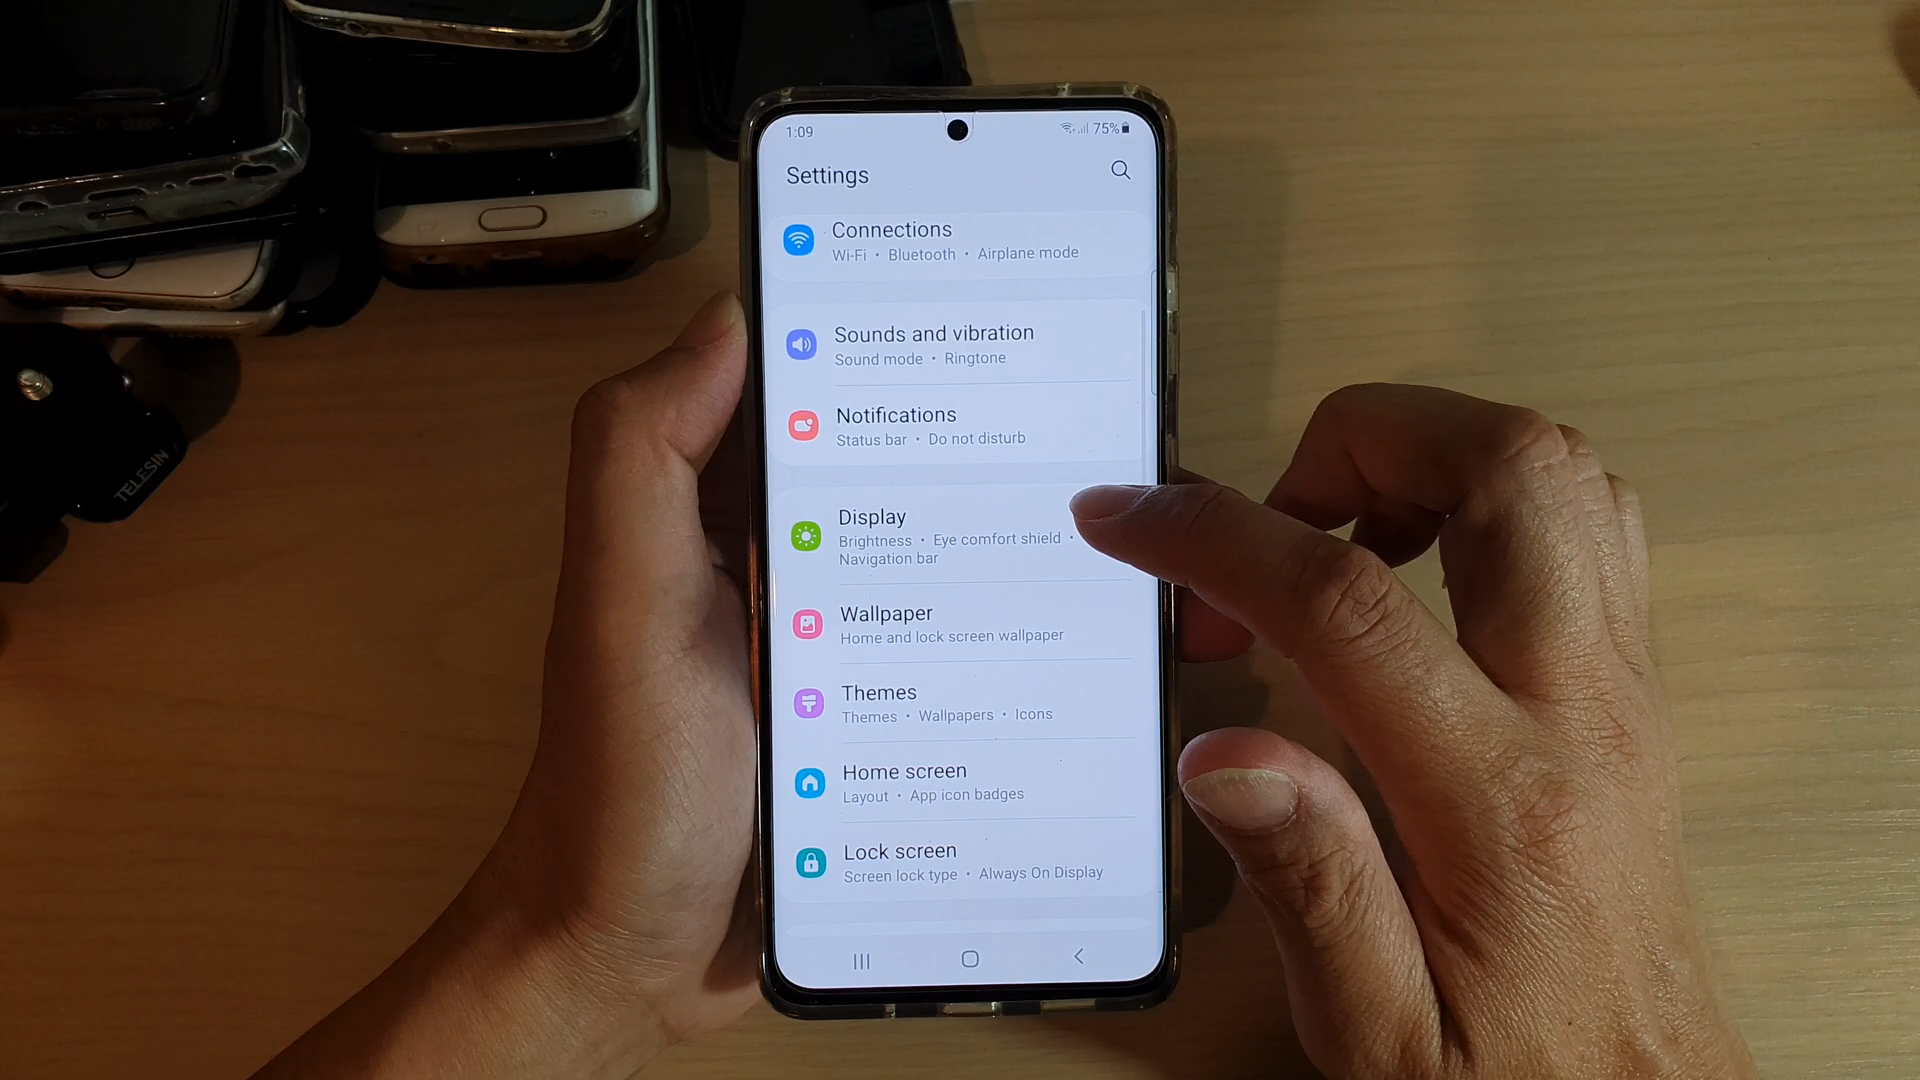 1:09
75%
Settings
Connections
Wi-Fi • Bluetooth • Airplane mode
Sounds and vibration
Sound mode • Ringtone
Notifications
Status bar • Do not disturb
Display
Brightness • Eye comfort shield •
Navigation bar
Wallpaper
Home and lock screen wallpaper
Themes
Themes • Wallpapers • Icons
Home screen
Layout • App icon badges
Lock screen
Screen lock type • Always On Display
TELESIN